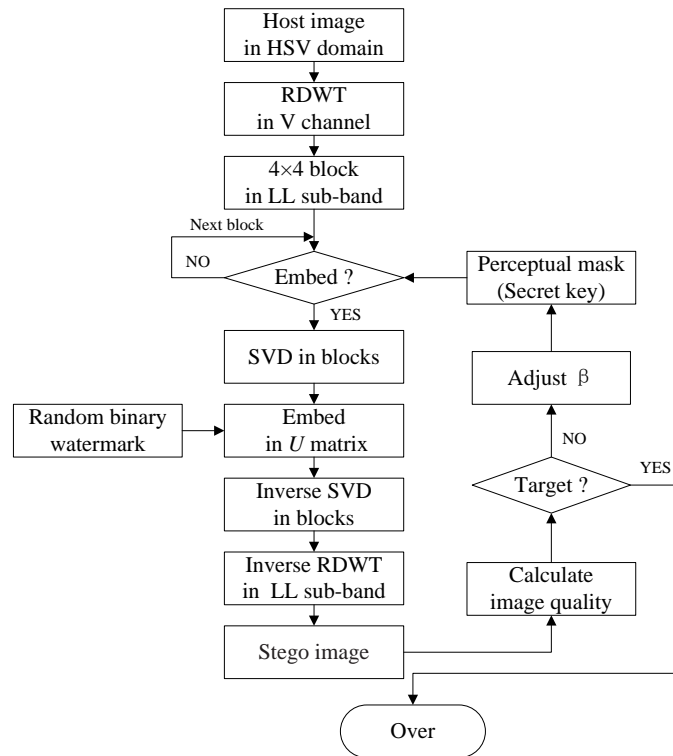 Host image
in HSV domain
RDWT
in V channel
4×4 block
in LL sub-band
Next block
NO
Embed ?
YES
Perceptual mask
(Secret key)
SVD in blocks
Adjust β
Random binary
watermark
Embed
in U matrix
NO
YES
Target ?
Inverse SVD
in blocks
Inverse RDWT
in LL sub-band
Calculate
image quality
Stego image
Over